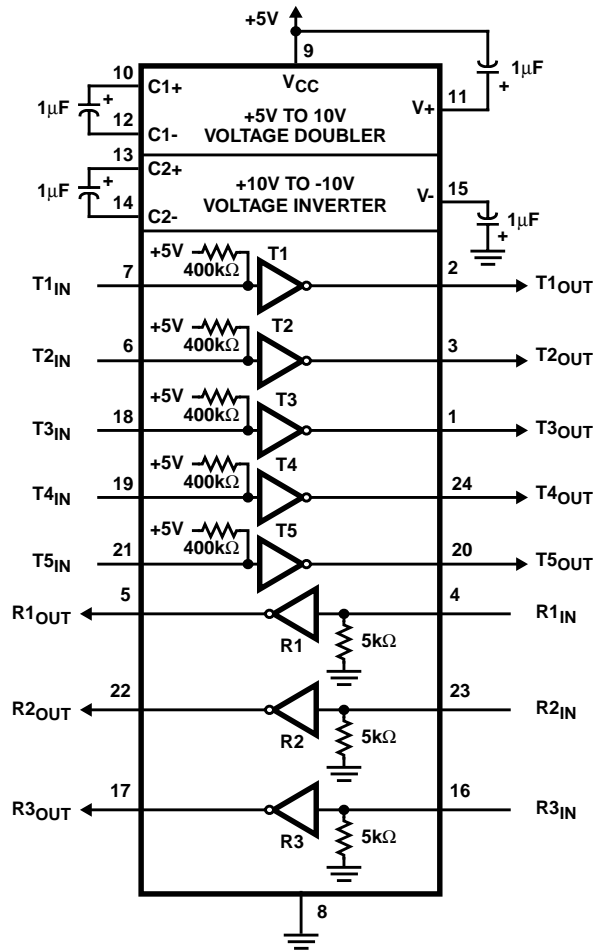 +5V
9
10
C1+
VCC
1μF
+
1μF
+
11
V+
12
C1-
+5V TO 10V
VOLTAGE DOUBLER
13
C2+
1μF
+
+10V TO -10V
VOLTAGE INVERTER
15
V-
14
C2-
1μF
+
+5V
400kΩ
T1
T1IN
7
2
T1OUT
+5V
400kΩ
T2
T2IN
6
3
T2OUT
+5V
400kΩ
T3
T3IN
18
1
T3OUT
+5V
400kΩ
T4
T4IN
19
24
T4OUT
+5V
400kΩ
T5
T5IN
21
20
T5OUT
R1OUT
5
4
R1IN
R1
5kΩ
R2OUT
22
23
R2IN
R2
5kΩ
R3OUT
17
16
R3IN
R3
5kΩ
8